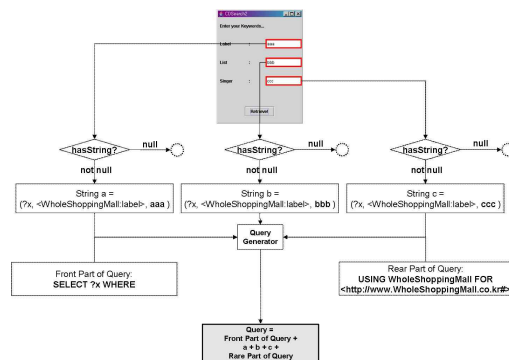 CDSearch2
Enter your Keywords...
Label : aaa
List : bbb
Singer : ccc
Retrieval
hasString? null
hasString? null
hasString? null
not null
not null
not null
String a =
(?x, <WholeShoppingMall:label>, aaa )
String b =
(?x, <WholeShoppingMall:label>, bbb )
String c =
(?x, <WholeShoppingMall:label>, ccc )
Query
Generator
Front Part of Query:
SELECT ?x WHERE
Rear Part of Query:
USING WholeShoppingMall FOR
<http://www.WholeShoppingMall.co.kr#>
Query =
Front Part of Query +
a + b + c +
Rare Part of Query